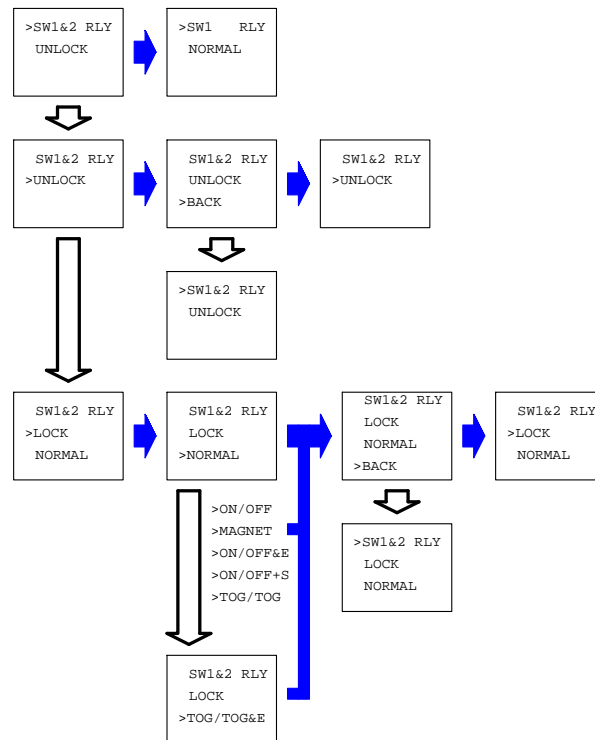 >SW1&2 RLY
UNLOCK
>SW1 RLY
NORMAL
SW1&2 RLY
>UNLOCK
SW1&2 RLY
UNLOCK
>BACK
SW1&2 RLY
>UNLOCK
>SW1&2 RLY
UNLOCK
SW1&2 RLY
>LOCK
NORMAL
SW1&2 RLY
LOCK
>NORMAL
SW1&2 RLY
LOCK
NORMAL
>BACK
SW1&2 RLY
>LOCK
NORMAL
>ON/OFF
>MAGNET
>ON/OFF&E
>ON/OFF+S
>TOG/TOG
>SW1&2 RLY
LOCK
NORMAL
SW1&2 RLY
LOCK
>TOG/TOG&E